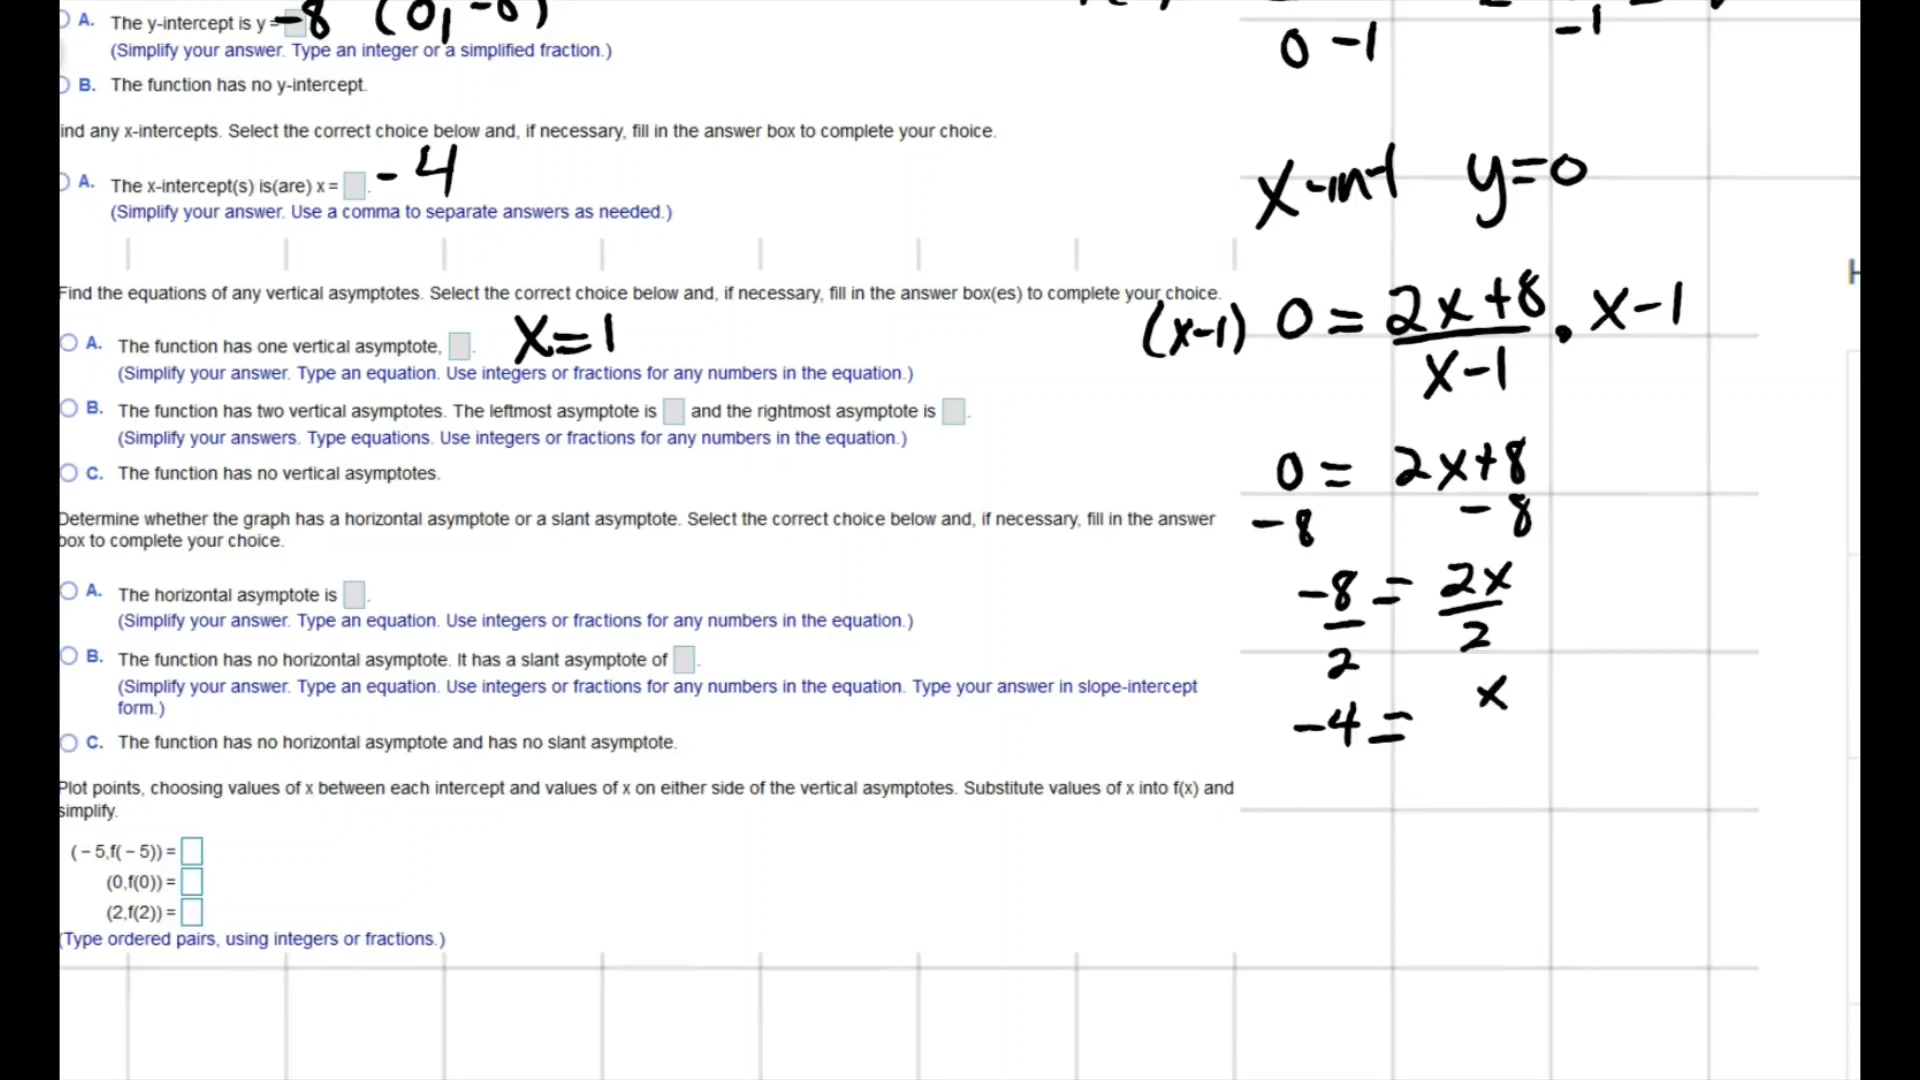 A. The y-intercept is y = -8 (0, -8)
(Simplify your answer. Type an integer or a simplified fraction.)
B. The function has no y-intercept.
ind any x-intercepts. Select the correct choice below and, if necessary, fill in the answer box to complete your choice.
A. The x-intercept(s) is(are) x = . -4
(Simplify your answer. Use a comma to separate answers as needed.)
Find the equations of any vertical asymptotes. Select the correct choice below and, if necessary, fill in the answer box(es) to complete your choice.
A. The function has one vertical asymptote, . x=1
(Simplify your answer. Type an equation. Use integers or fractions for any numbers in the equation.)
B. The function has two vertical asymptotes. The leftmost asymptote is and the rightmost asymptote is .
(Simplify your answers. Type equations. Use integers or fractions for any numbers in the equation.)
C. The function has no vertical asymptotes.
Determine whether the graph has a horizontal asymptote or a slant asymptote. Select the correct choice below and, if necessary, fill in the answer
box to complete your choice.
A. The horizontal asymptote is .
(Simplify your answer. Type an equation. Use integers or fractions for any numbers in the equation.)
B. The function has no horizontal asymptote. It has a slant asymptote of .
(Simplify your answer. Type an equation. Use integers or fractions for any numbers in the equation. Type your answer in slope-intercept
form.)
C. The function has no horizontal asymptote and has no slant asymptote.
Plot points, choosing values of x between each intercept and values of x on either side of the vertical asymptotes. Substitute values of x into f(x) and
simplify.
(-5,f(-5)) =
(0,f(0)) =
(2,f(2)) =
(Type ordered pairs, using integers or fractions.)
0 -1 -1
x-int y=0
(x-1) 0 = 2x+8 · x-1
x-1
0 = 2x+8
-8 -8
-8 = 2x
2 2
-4 = x